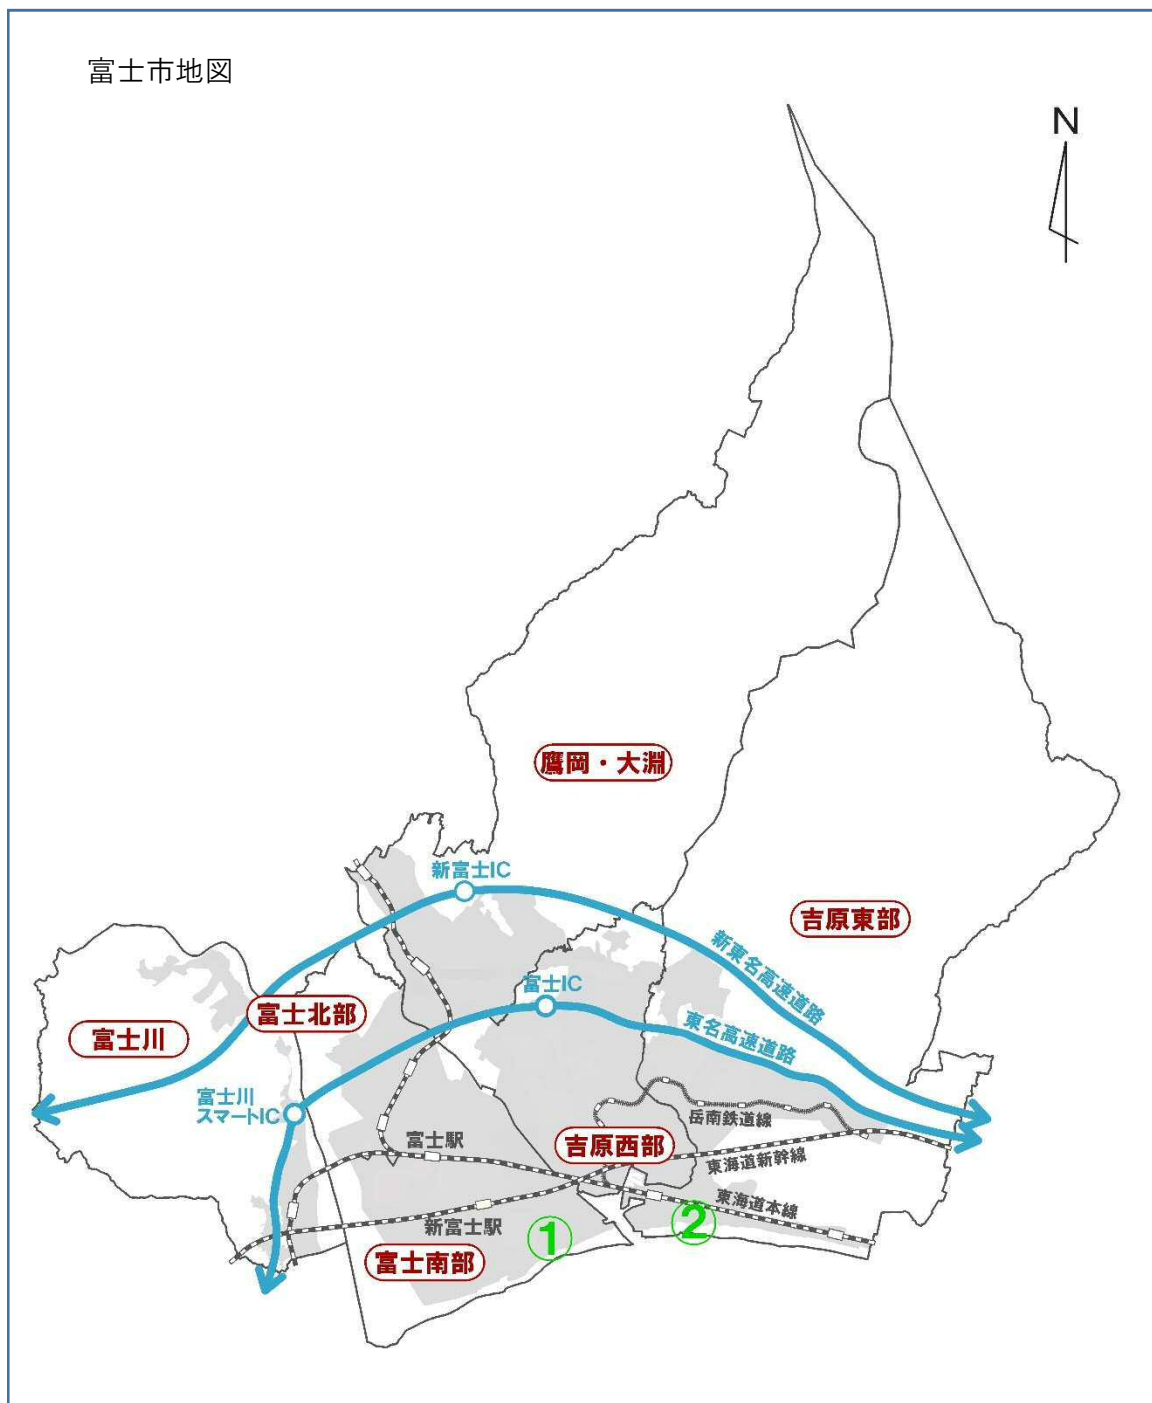 富士市地図
N
鷹岡・大淵
新富士IC
吉原東部
新東名高速道路
富士IC
富士北部
富士川
東名高速道路
富士川
スマートIC
岳南鉄道線
富士駅
吉原西部
東海道新幹線
東海道本線
新富士駅
①
②
富士南部